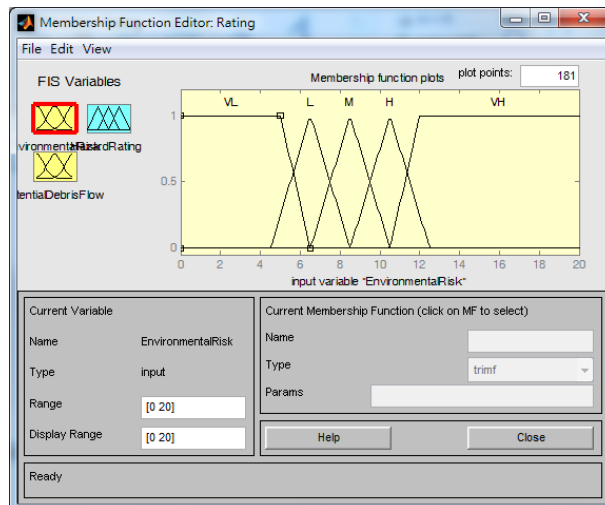 Membership Function Editor: Rating
File Edit View
FIS Variables
Membership function plots
plot points:
181
VL L M H VH
1
0.5
0
0 2 4 6 8 10 12 14 16 18 20
input variable "EnvironmentalRisk"
HazardRating
tentialDebrisFlow
Current Variable
Name EnvironmentalRisk
Type input
Range [0 20]
Display Range [0 20]
Current Membership Function (click on MF to select)
Name
Type trimf
Params
Help Close
Ready